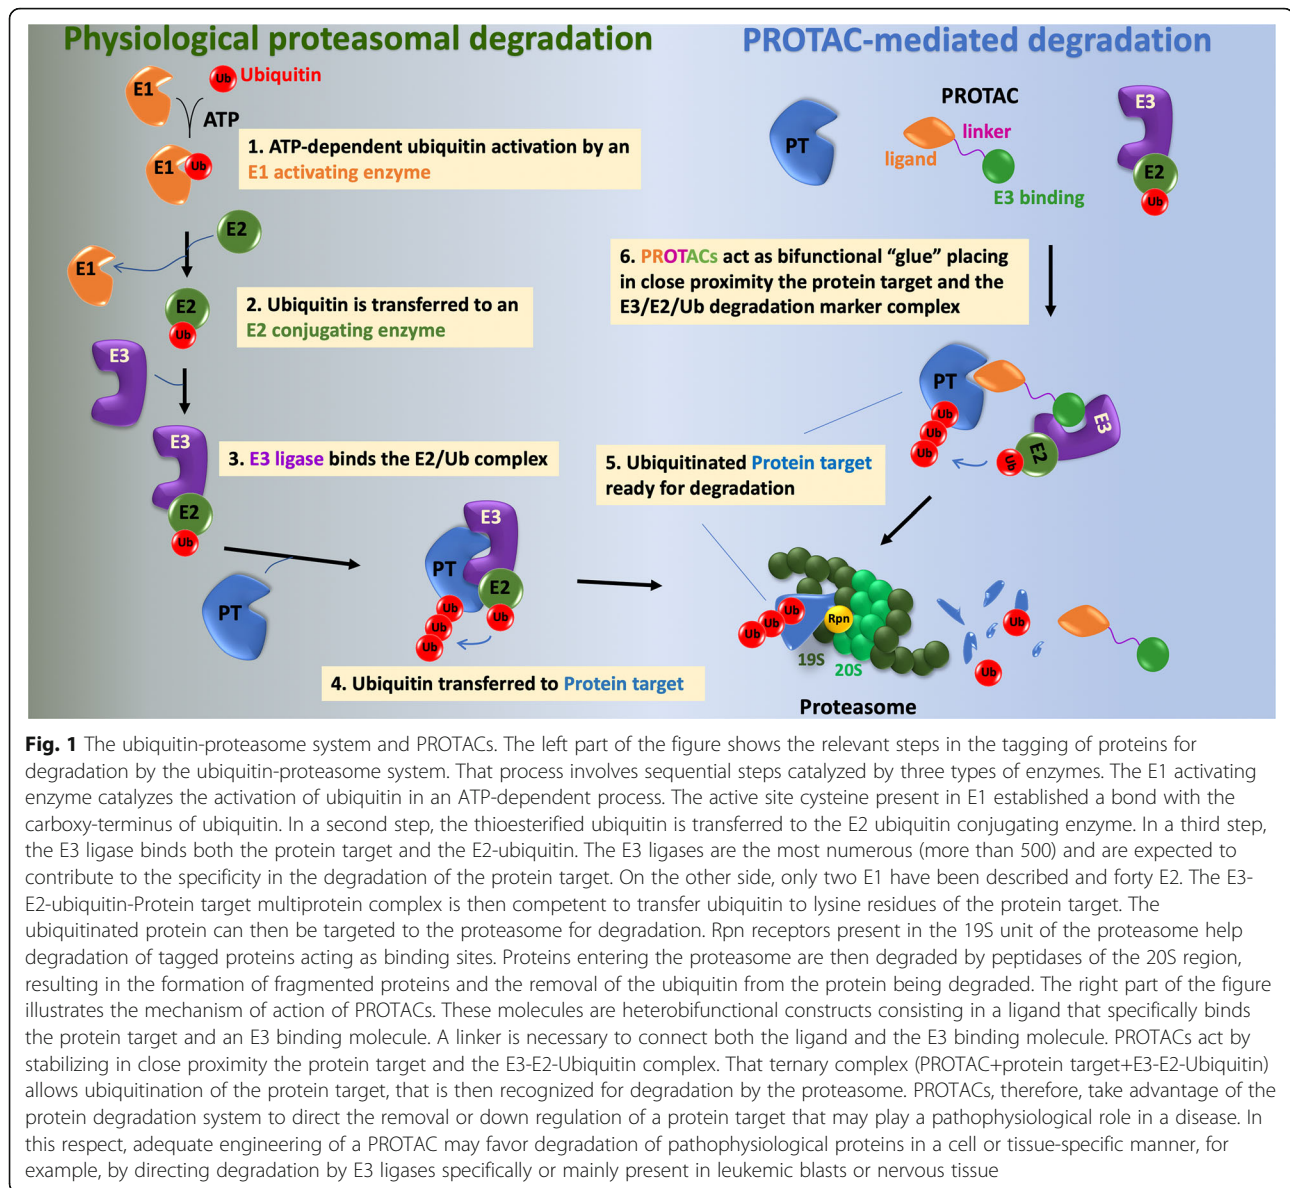 Physiological proteasomal degradation
E1
Ub
Ubiquitin
ATP
E1
Ub
1. ATP-dependent ubiquitin activation by an
E1 activating enzyme
E2
E1
E2
Ub
2. Ubiquitin is transferred to an
E2 conjugating enzyme
E3
E3
E2
Ub
3. E3 ligase binds the E2/Ub complex
PT
E3
PT
E2
Ub
Ub
Ub
Ub
4. Ubiquitin transferred to Protein target
PROTAC-mediated degradation
PT
PROTAC
linker
ligand
E3 binding
E3
E2
Ub
6. PROTACs act as bifunctional “glue” placing
in close proximity the protein target and the
E3/E2/Ub degradation marker complex
PT
Ub
Ub
Ub
E3
E2
Ub
5. Ubiquitinated Protein target
ready for degradation
Ub
Ub
Ub
Rpn
19S
20S
Ub
Ub
Proteasome
Fig. 1 The ubiquitin-proteasome system and PROTACs. The left part of the figure shows the relevant steps in the tagging of proteins for
degradation by the ubiquitin-proteasome system. That process involves sequential steps catalyzed by three types of enzymes. The E1 activating
enzyme catalyzes the activation of ubiquitin in an ATP-dependent process. The active site cysteine present in E1 established a bond with the
carboxy-terminus of ubiquitin. In a second step, the thioesterified ubiquitin is transferred to the E2 ubiquitin conjugating enzyme. In a third step,
the E3 ligase binds both the protein target and the E2-ubiquitin. The E3 ligases are the most numerous (more than 500) and are expected to
contribute to the specificity in the degradation of the protein target. On the other side, only two E1 have been described and forty E2. The E3-
E2-ubiquitin-Protein target multiprotein complex is then competent to transfer ubiquitin to lysine residues of the protein target. The
ubiquitinated protein can then be targeted to the proteasome for degradation. Rpn receptors present in the 19S unit of the proteasome help
degradation of tagged proteins acting as binding sites. Proteins entering the proteasome are then degraded by peptidases of the 20S region,
resulting in the formation of fragmented proteins and the removal of the ubiquitin from the protein being degraded. The right part of the figure
illustrates the mechanism of action of PROTACs. These molecules are heterobifunctional constructs consisting in a ligand that specifically binds
the protein target and an E3 binding molecule. A linker is necessary to connect both the ligand and the E3 binding molecule. PROTACs act by
stabilizing in close proximity the protein target and the E3-E2-Ubiquitin complex. That ternary complex (PROTAC+protein target+E3-E2-Ubiquitin)
allows ubiquitination of the protein target, that is then recognized for degradation by the proteasome. PROTACs, therefore, take advantage of the
protein degradation system to direct the removal or down regulation of a protein target that may play a pathophysiological role in a disease. In
this respect, adequate engineering of a PROTAC may favor degradation of pathophysiological proteins in a cell or tissue-specific manner, for
example, by directing degradation by E3 ligases specifically or mainly present in leukemic blasts or nervous tissue